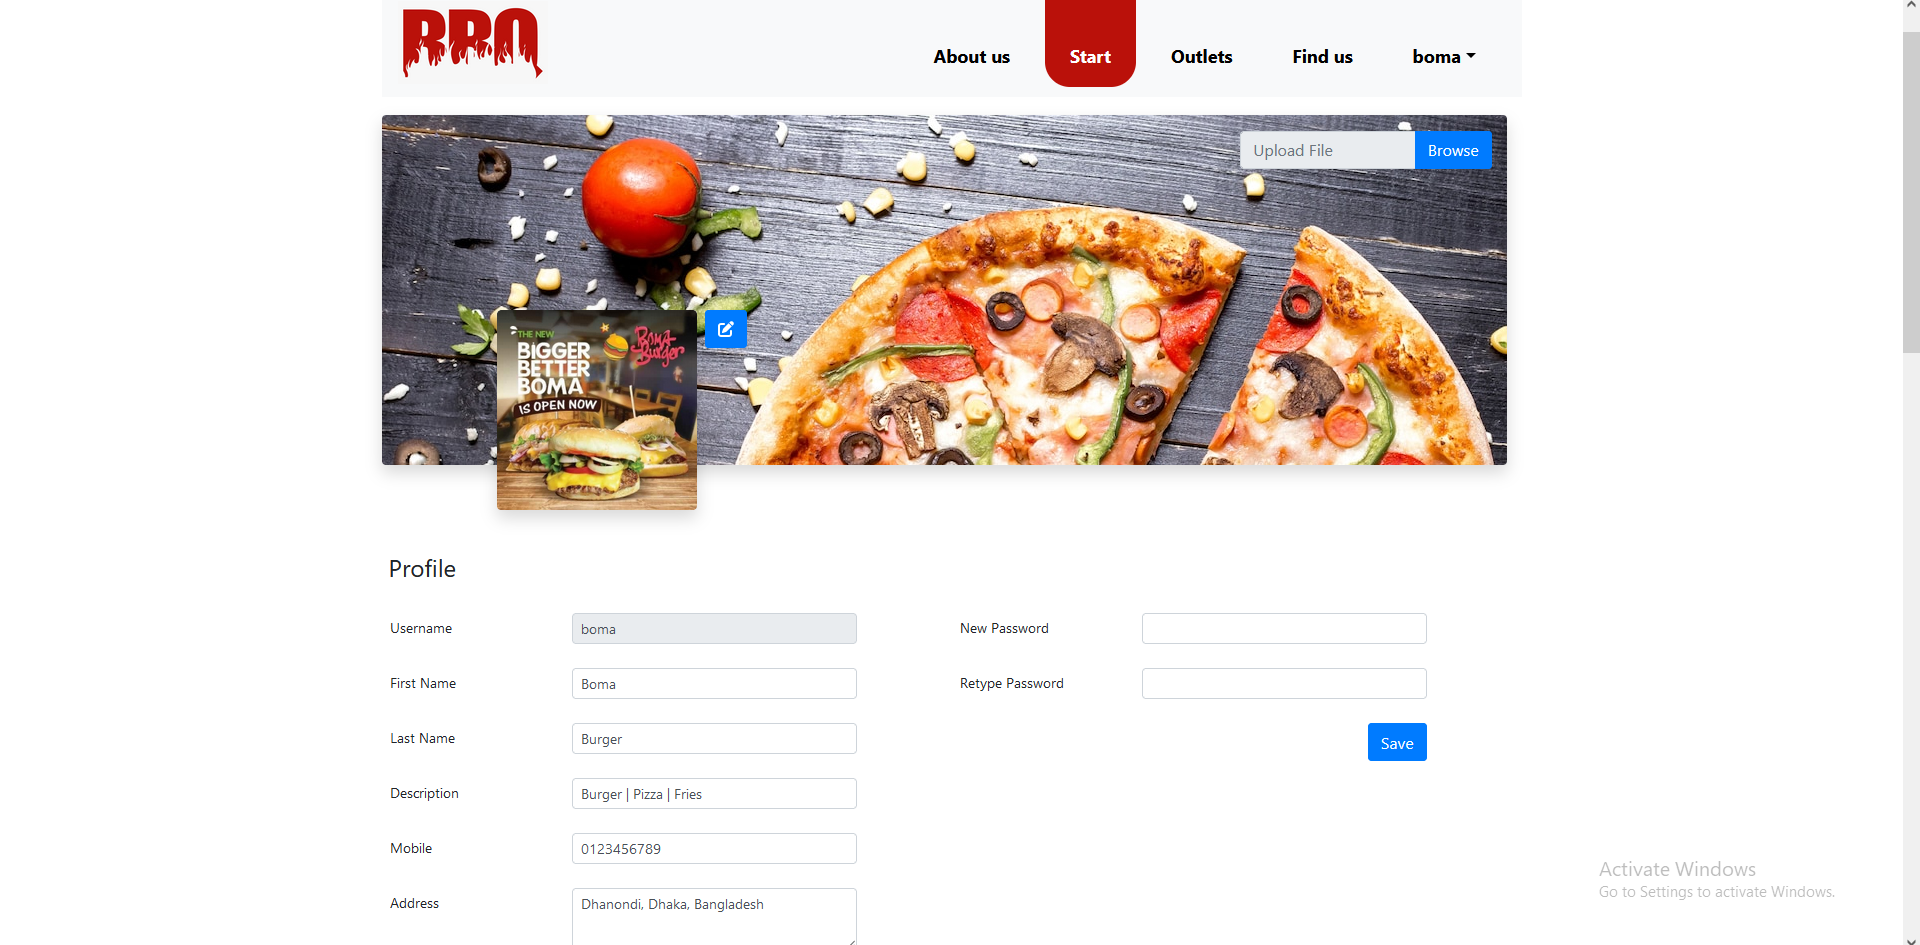 BBQ
About us
Start
Outlets
Find us
boma
Upload File
Browse
THE NEW
BIGGER
BETTER
BOMA
IS OPEN NOW
Boma
Burger
Profile
Username
boma
New Password
First Name
Boma
Retype Password
Last Name
Burger
Save
Description
Burger | Pizza | Fries
Mobile
0123456789
Address
Dhanondi, Dhaka, Bangladesh
Activate Windows
Go to Settings to activate Windows.